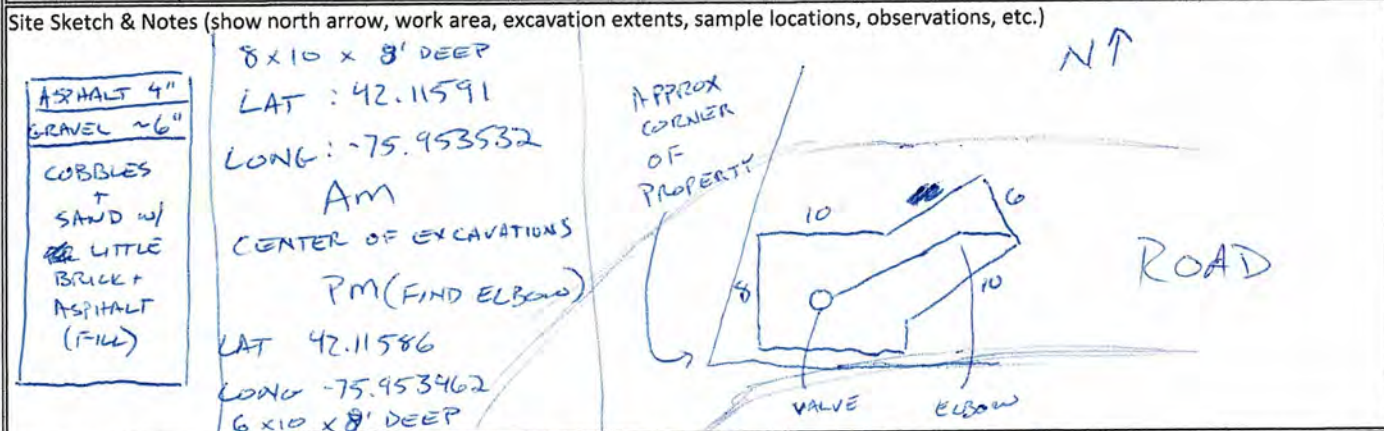 Site Sketch & Notes (show north arrow, work area, excavation extents, sample locations, observations, etc.)
ASPHALT 4"
GRAVEL ~6"
COBBLES
+
SAND W/
LITTLE
BRICK +
ASPHALT
(FILL)
8 x 10 x 8' DEEP
LAT : 42.11591
LONG: -75.953532
AM
CENTER OF EXCAVATIONS
PM (FIND ELBOW)
LAT 42.11586
LONG -75.953462
6 x10 x 8' DEEP
APPROX
CORNER
OF
PROPERTY
N↑
10
6
8
10
ROAD
VALVE
ELBOW